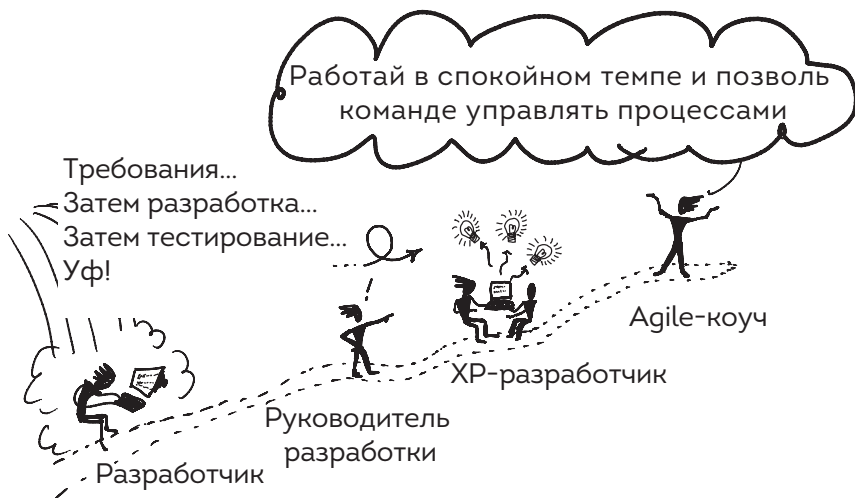 Работай в спокойном темпе и позволь
команде управлять процессами
Требования...
Затем разработка...
Затем тестирование...
Уф!
Agile-коуч
XP-разработчик
Руководитель
разработки
Разработчик